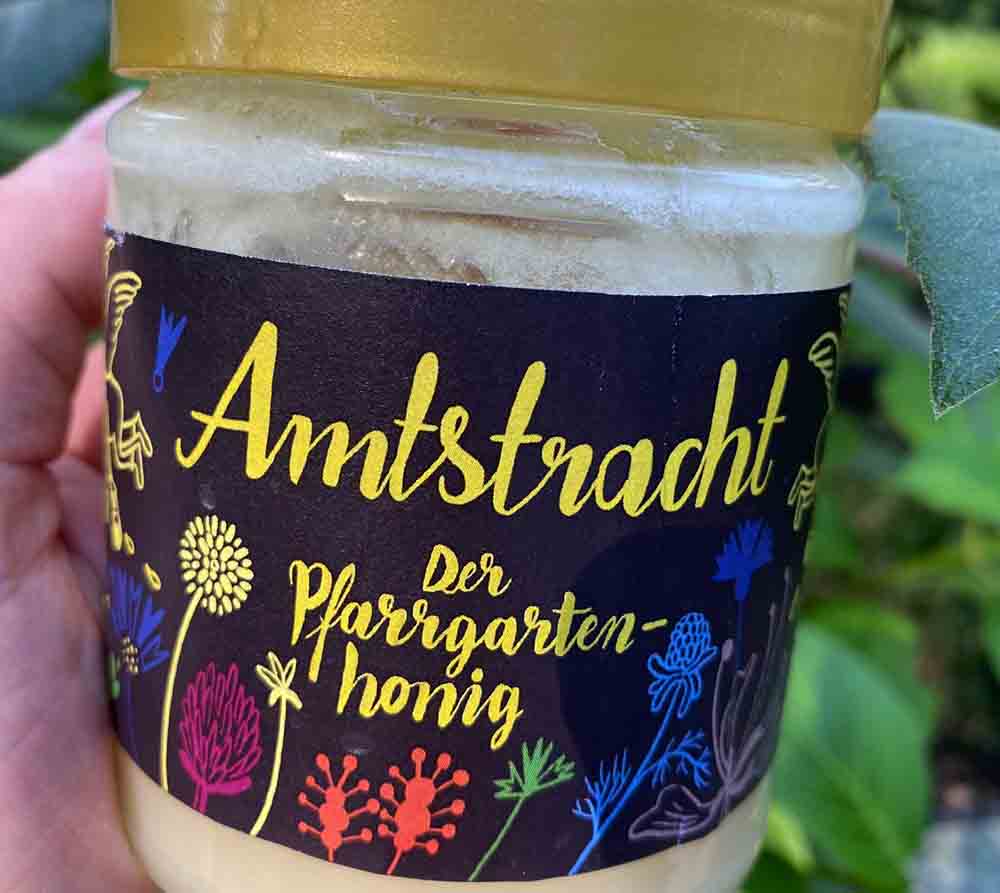 Amtstracht
Der
Pfarrgarten-
honig